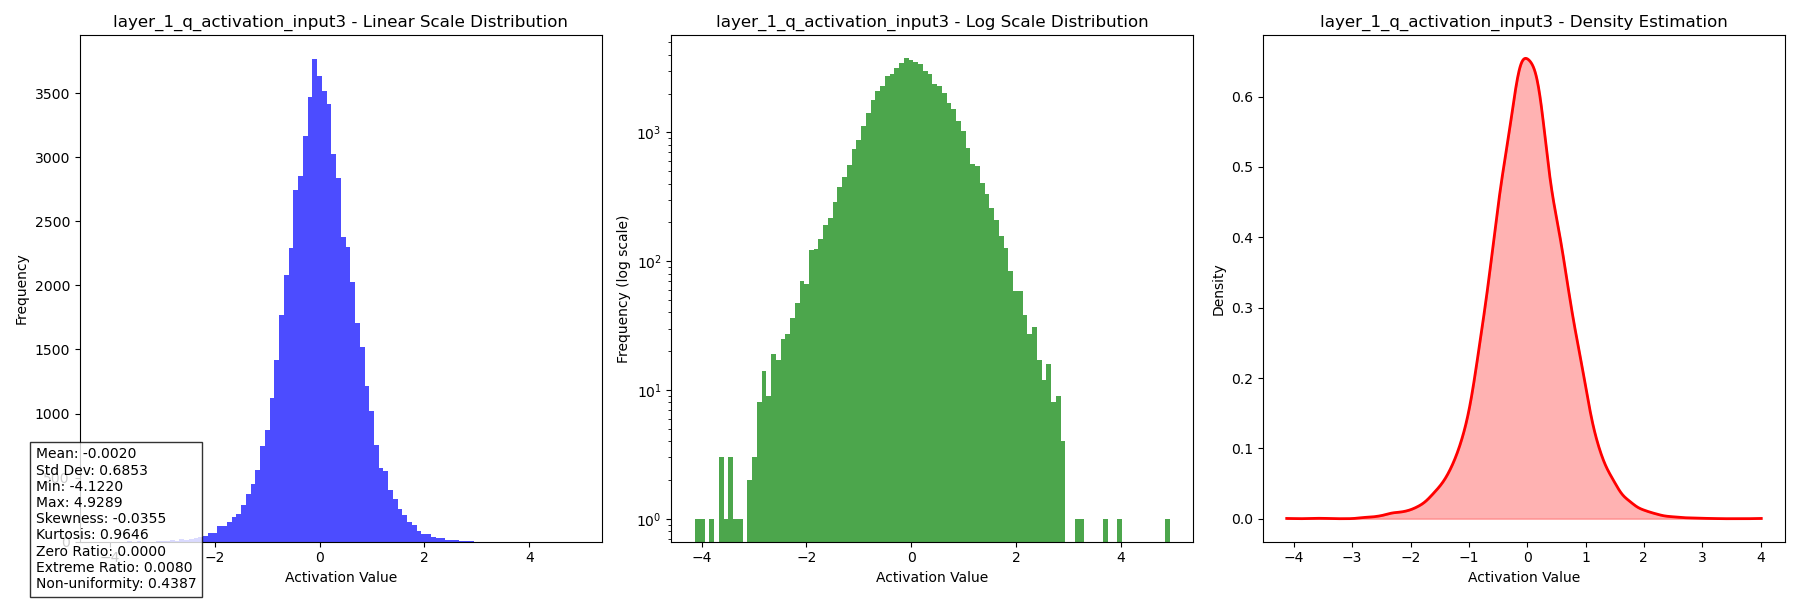 layer_1_q_activation_input3 - Linear Scale Distribution
Frequency
3500
3000
2500
2000
1500
1000
500
0
−4
−2
0
2
4
Activation Value
Mean: -0.0020
Std Dev: 0.6853
Min: -4.1220
Max: 4.9289
Skewness: -0.0355
Kurtosis: 0.9646
Zero Ratio: 0.0000
Extreme Ratio: 0.0080
Non-uniformity: 0.4387
layer_1_q_activation_input3 - Log Scale Distribution
Frequency (log scale)
10³
10²
10¹
10⁰
−4
−2
0
2
4
Activation Value
layer_1_q_activation_input3 - Density Estimation
Density
0.6
0.5
0.4
0.3
0.2
0.1
0.0
−4
−3
−2
−1
0
1
2
3
4
Activation Value